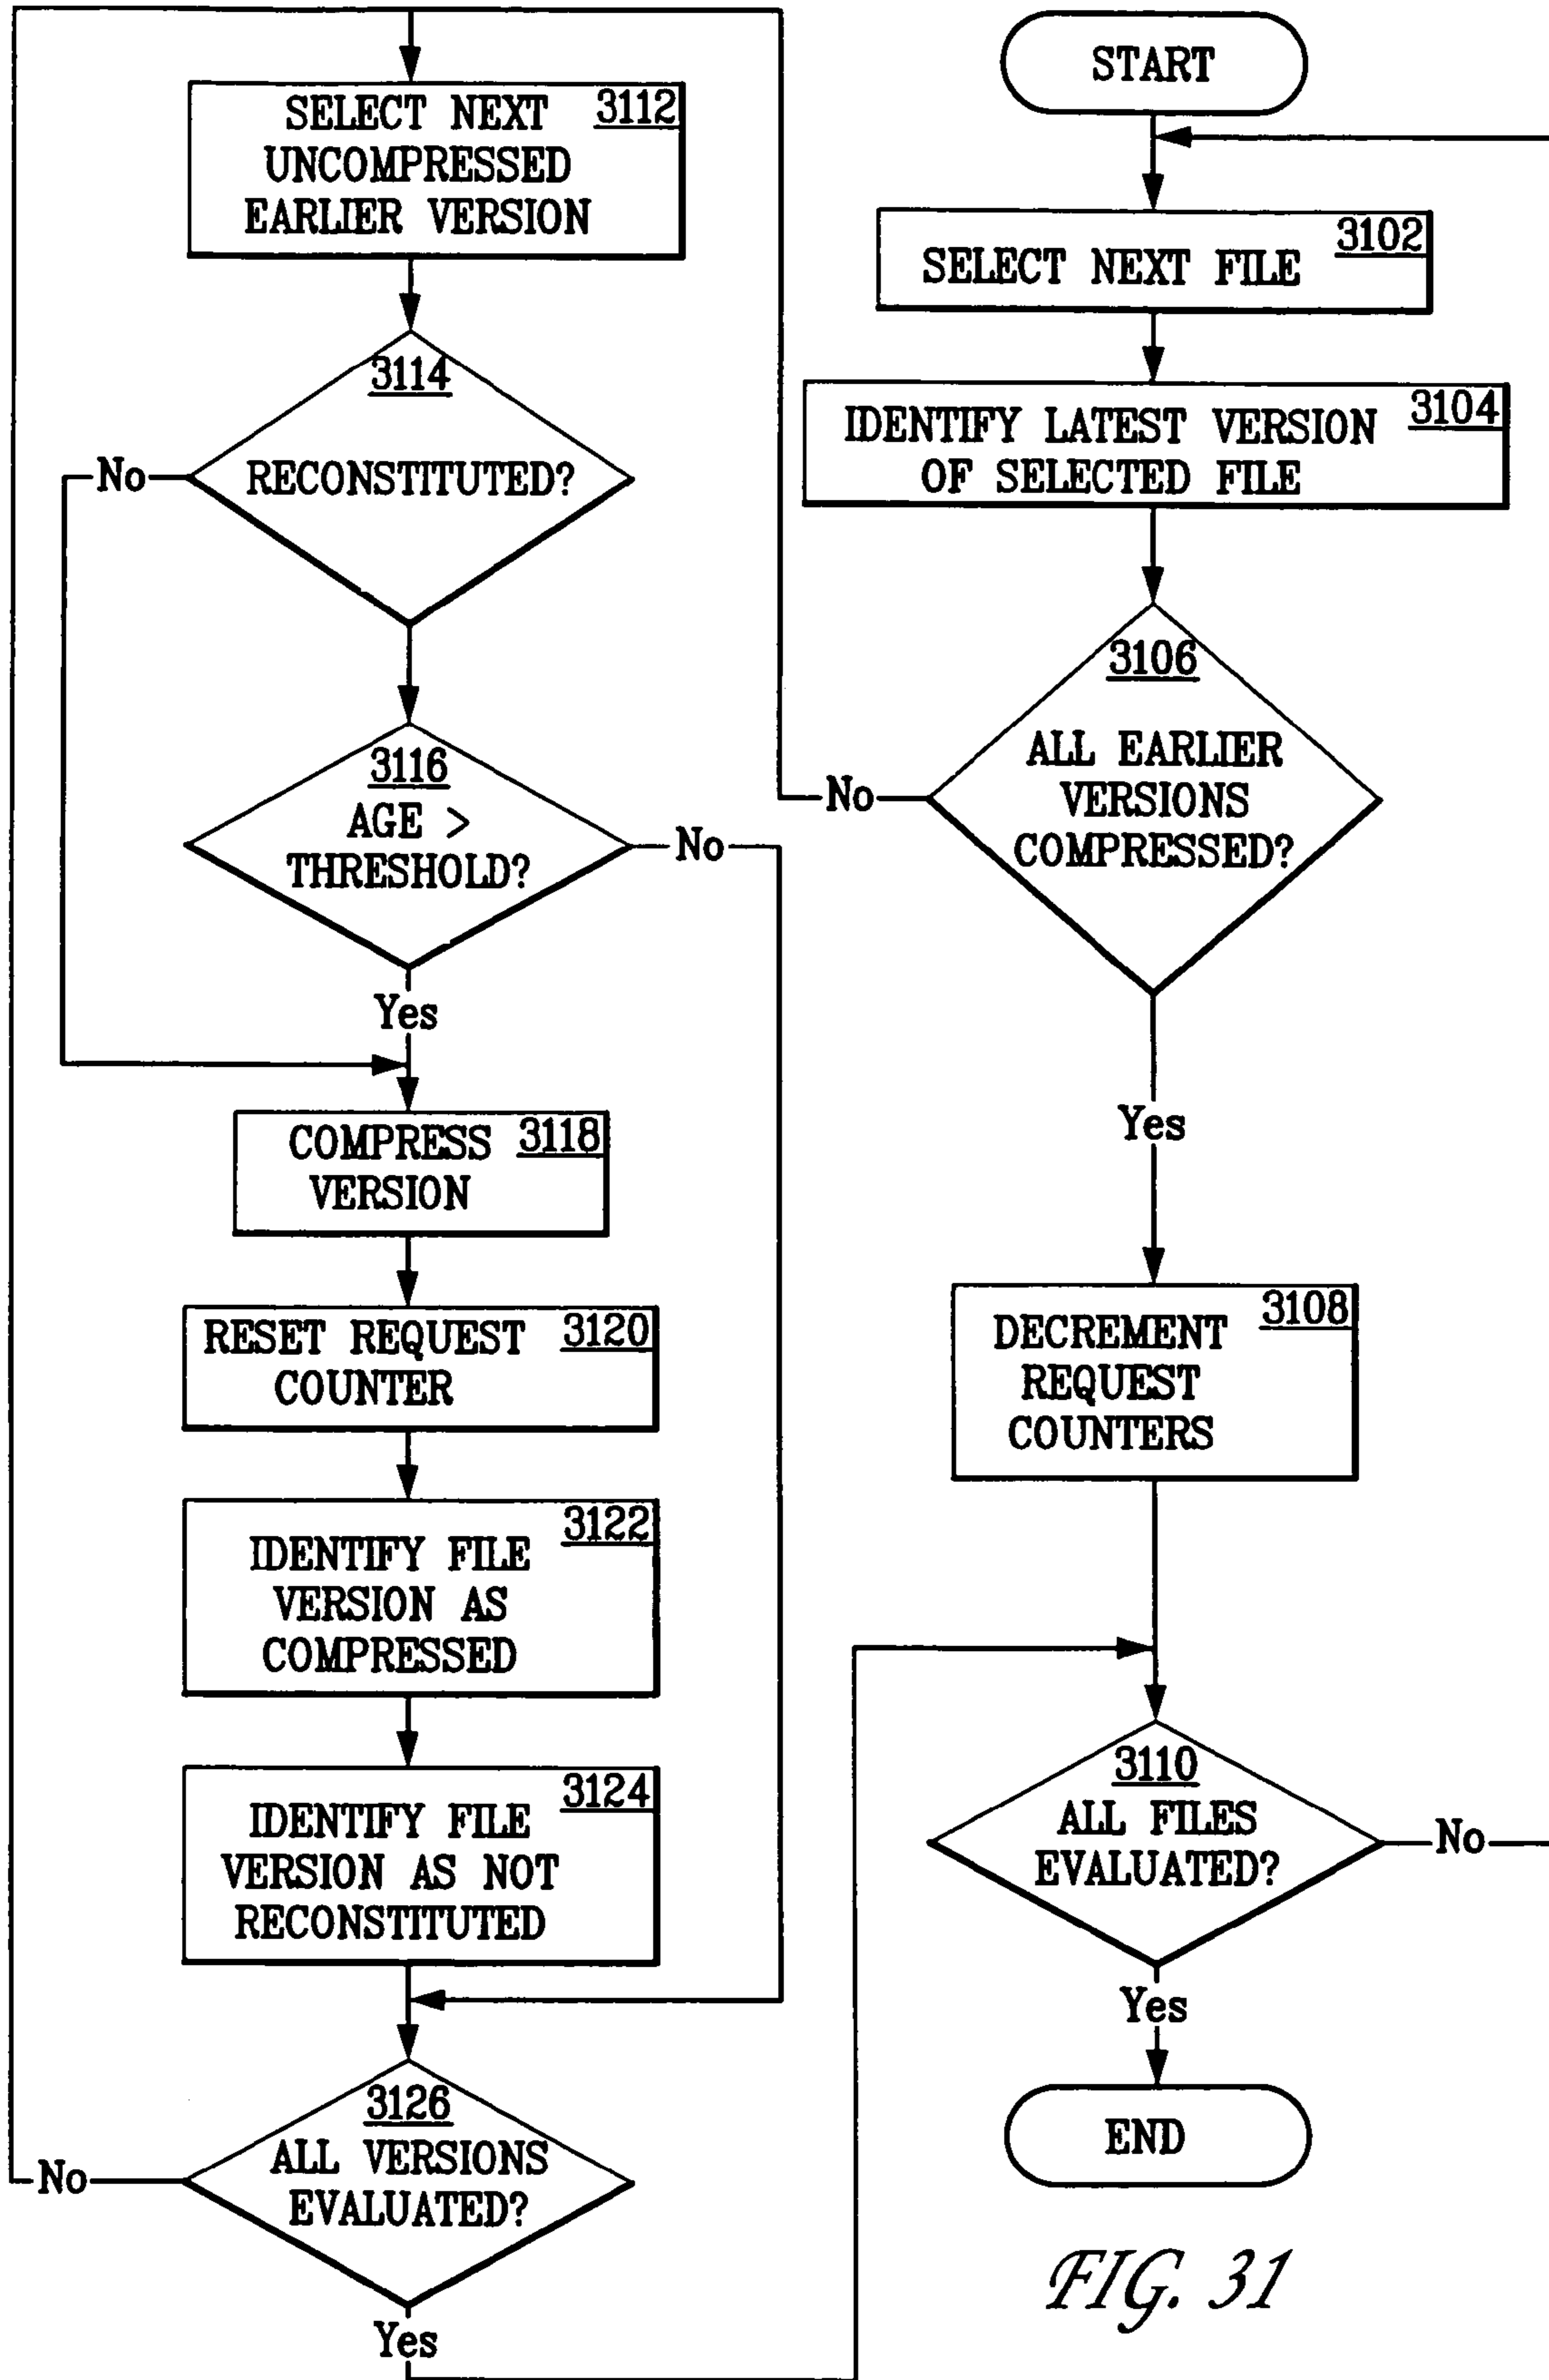 START
3102
SELECT NEXT FILE
3104
IDENTIFY LATEST VERSION
OF SELECTED FILE
3106
ALL EARLIER
VERSIONS
COMPRESSED?
No
Yes
3108
DECREMENT
REQUEST
COUNTERS
3110
ALL FILES
EVALUATED?
No
Yes
END
3112
SELECT NEXT
UNCOMPRESSED
EARLIER VERSION
3114
RECONSTITUTED?
No
3116
AGE >
THRESHOLD?
No
Yes
3118
COMPRESS
VERSION
3120
RESET REQUEST
COUNTER
3122
IDENTIFY FILE
VERSION AS
COMPRESSED
3124
IDENTIFY FILE
VERSION AS NOT
RECONSTITUTED
3126
ALL VERSIONS
EVALUATED?
No
Yes
FIG. 31